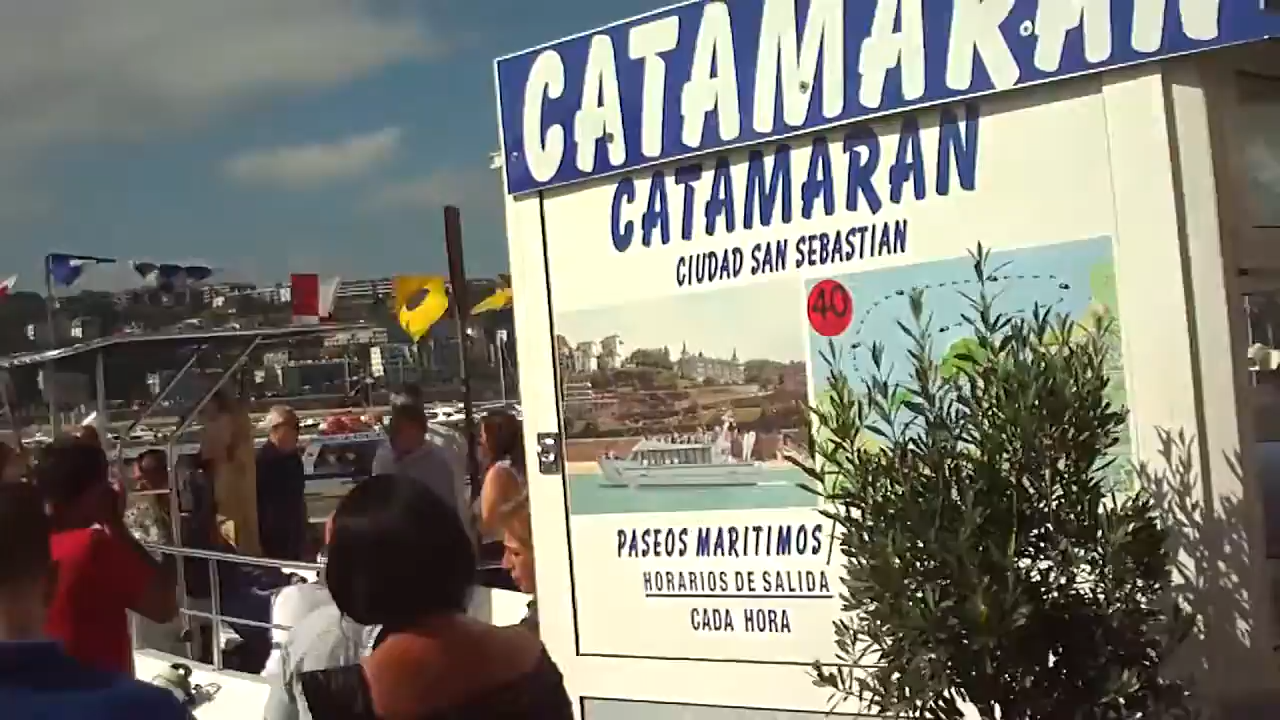 CATAMARAN
CATAMARAN
CIUDAD SAN SEBASTIAN
40
PASEOS MARITIMOS
HORARIOS DE SALIDA
CADA HORA